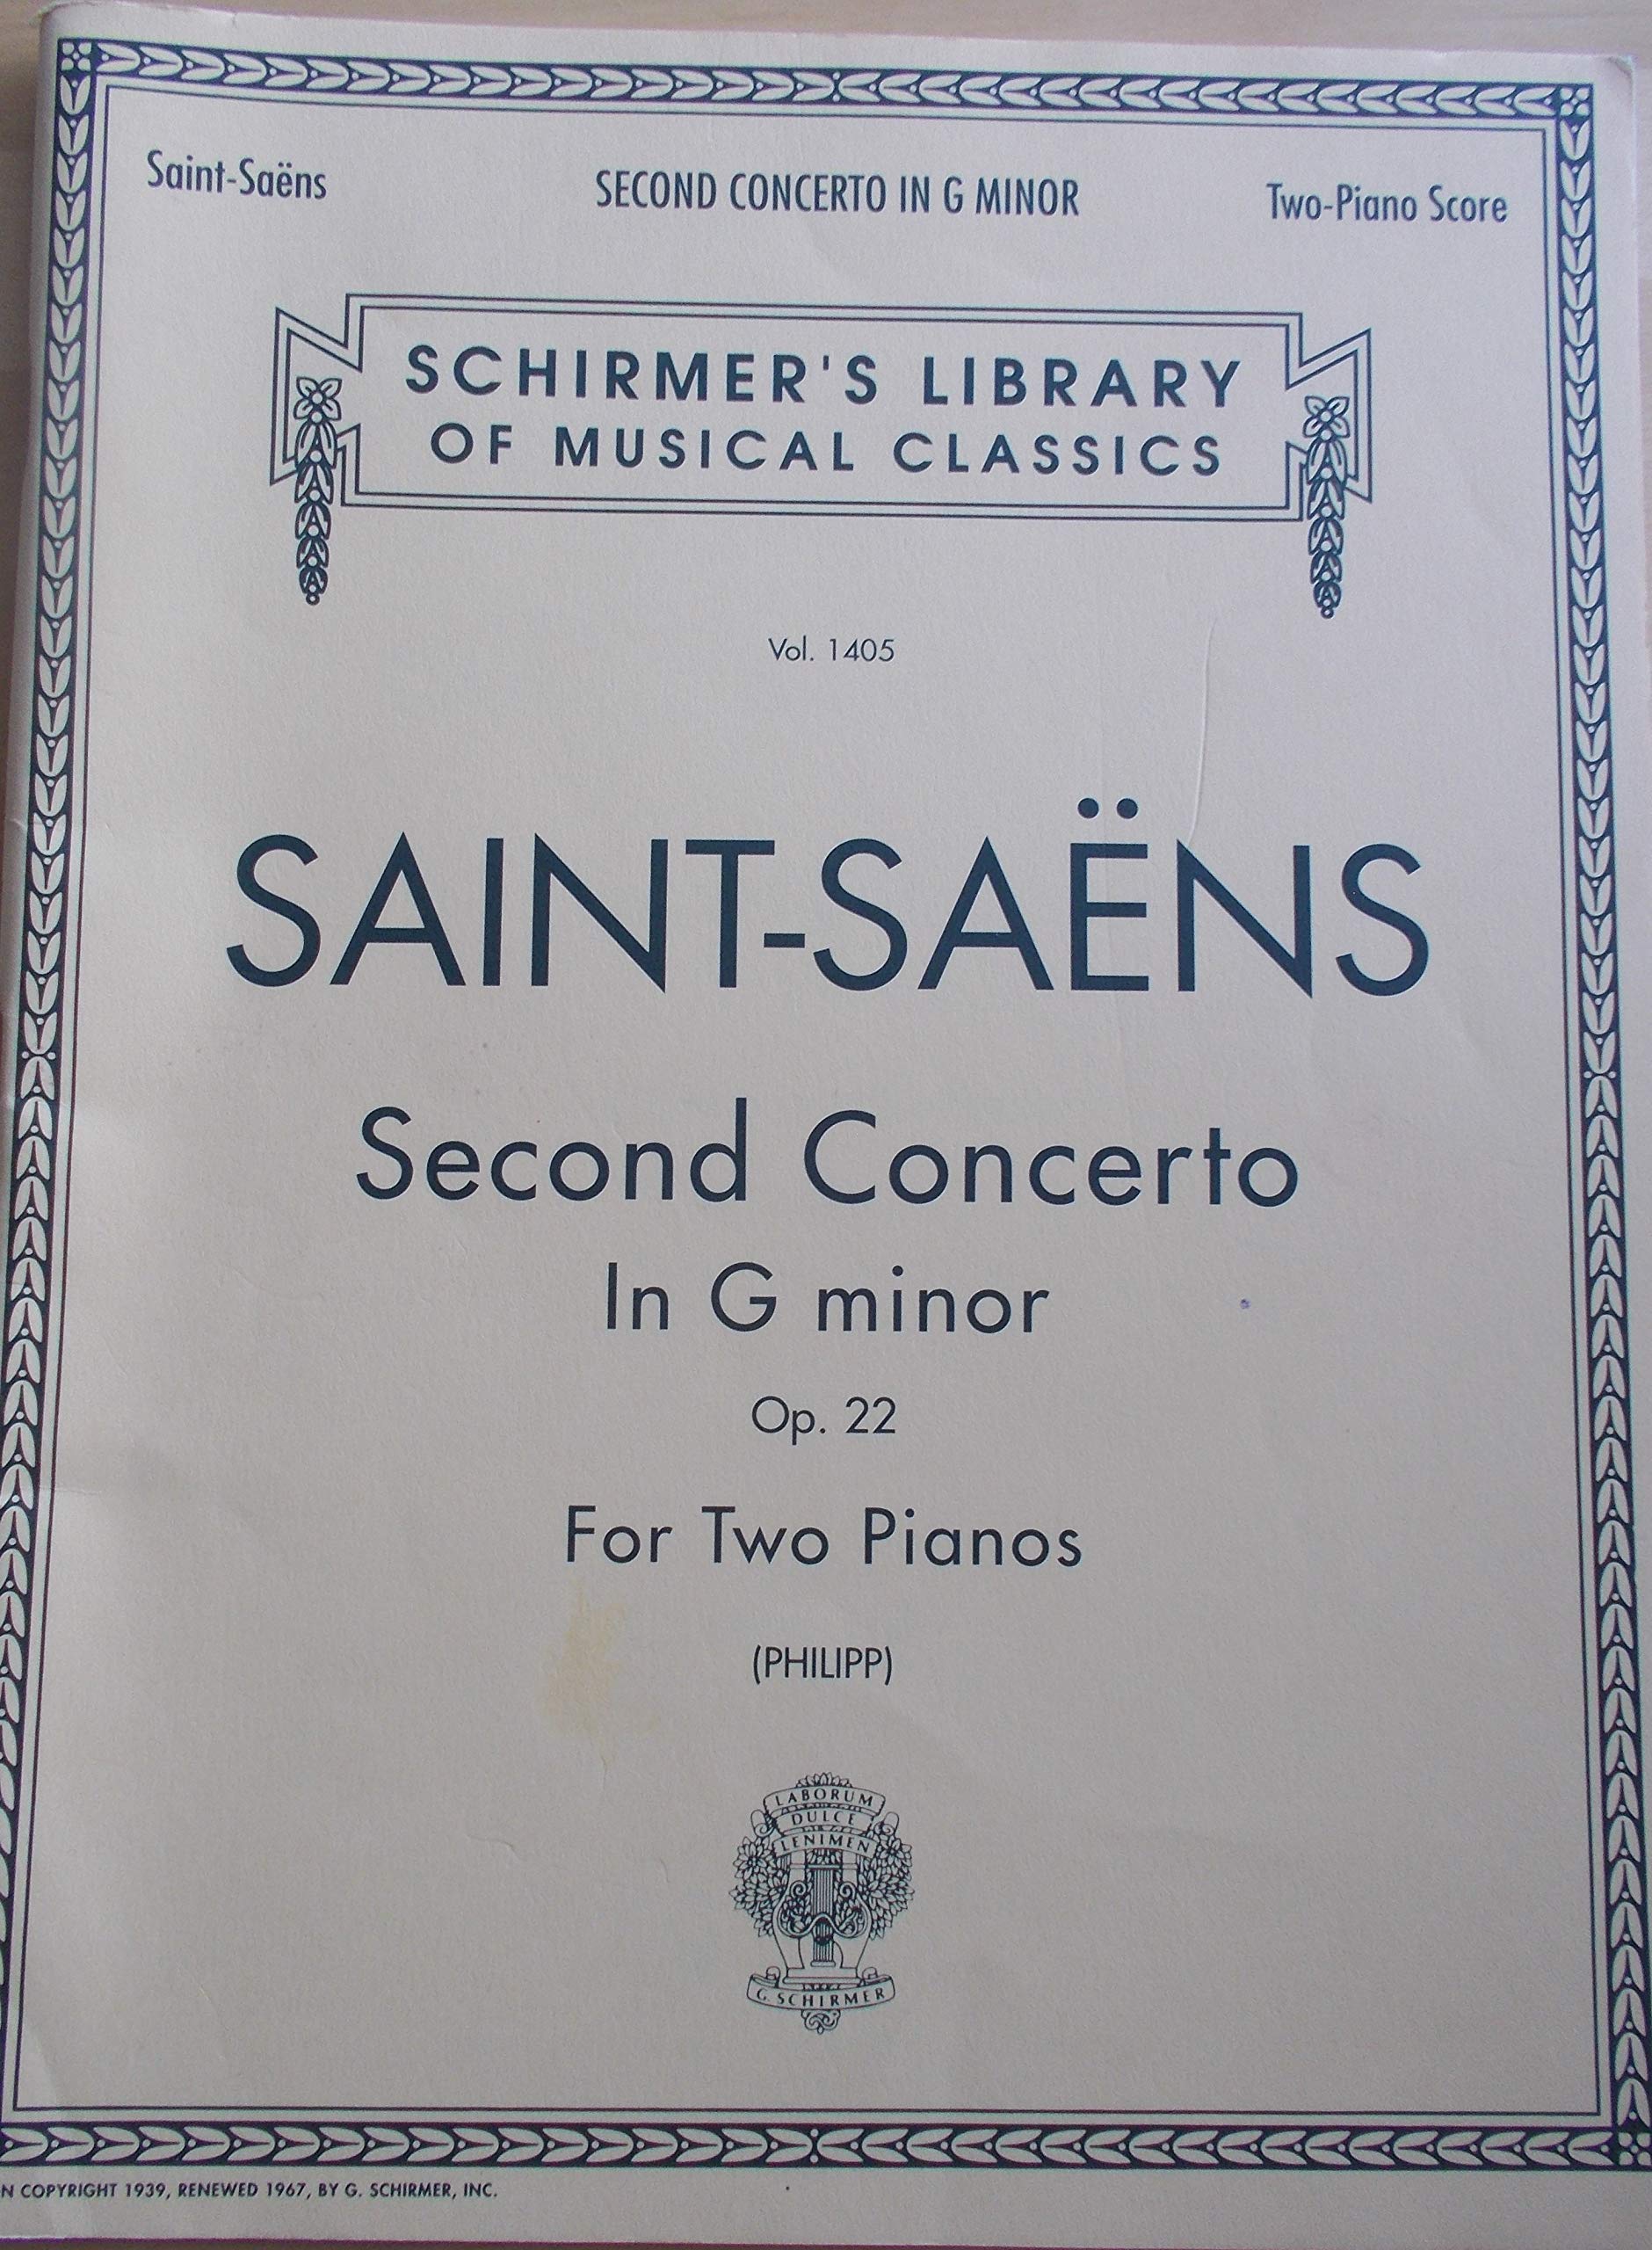 Saint-Saëns
SECOND CONCERTO IN G MINOR
Two-Piano Score
SCHIRMER'S LIBRARY
OF MUSICAL CLASSICS
Vol. 1405
SAINT-SAËNS
Second Concerto
In G minor
Op. 22
For Two Pianos
(PHILIPP)
LABORUM
DULCE
LENIMEN
G. SCHIRMER
N COPYRIGHT 1939, RENEWED 1967, BY G. SCHIRMER, INC.